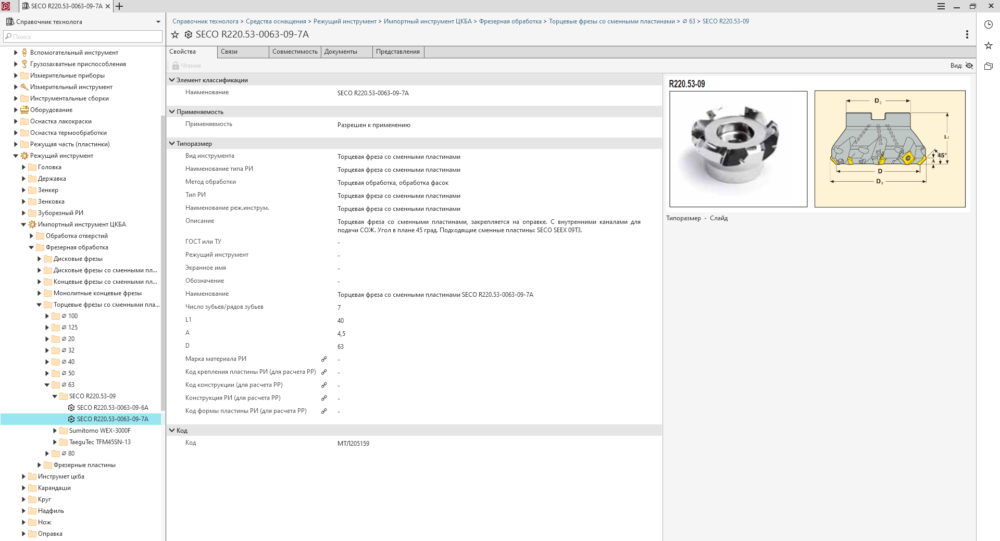 SECO R220.53-0063-09-7A
Справочник технолога
Поиск
Вспомогательный инструмент
Грузозахватные приспособления
Измерительные приборы
Измерительный инструмент
Инструментальные сборки
Оборудование
Оснастка лакокраски
Оснастка термообработки
Режущая часть (пластинки)
Режущий инструмент
Головка
Державка
Зенкер
Зенковка
Зуборезный РИ
Импортный инструмент ЦКБА
Обработка отверстий
Фрезерная обработка
Дисковые фрезы
Дисковые фрезы со сменными пл...
Концевые фрезы со сменными пл...
Монолитные концевые фрезы
Торцевые фрезы со сменными пла...
⌀ 100
⌀ 125
⌀ 20
⌀ 32
⌀ 40
⌀ 50
⌀ 63
SECO R220.53-09
SECO R220.53-0063-09-6A
SECO R220.53-0063-09-7A
Sumitomo WEX-3000F
TaeguTec TFM45SN-13
⌀ 80
Фрезерные пластины
Инструмет цкба
Карандаши
Круг
Надфиль
Нож
Оправка
Справочник технолога > Средства оснащения > Режущий инструмент > Импортный инструмент ЦКБА > Фрезерная обработка > Торцевые фрезы со сменными пластинами > ⌀ 63 > SECO R220.53-09
SECO R220.53-0063-09-7A
Свойства Связи Совместимость Документы Представления
Чтение
Вид:
Элемент классификации
Наименование SECO R220.53-0063-09-7A
Применяемость
Применяемость Разрешен к применению
Типоразмер
Вид инструмента Торцевая фреза со сменными пластинами
Наименование типа РИ Торцевая фреза со сменными пластинами
Метод обработки Торцевая обработка, обработка фасок
Тип РИ Торцевая фреза со сменными пластинами
Наименование реж.инструм. Торцевая фреза со сменными пластинами
Описание Торцевая фреза со сменными пластинами, закрепляется на оправке. С внутренними каналами для
подачи СОЖ. Угол в плане 45 град. Подходящие сменные пластины: SECO SEEX 09T3.
ГОСТ или ТУ -
Режущий инструмент -
Экранное имя -
Обозначение -
Наименование Торцевая фреза со сменными пластинами SECO R220.53-0063-09-7A
Число зубьев/рядов зубьев 7
L1 40
A 4,5
D 63
Марка материала РИ -
Код крепления пластины РИ (для расчета РР) -
Код конструкции (для расчета РР) -
Конструкция РИ (для расчета РР) -
Код формы пластины РИ (для расчета РР) -
Код
Код МТЛ205159
R220.53-09
D2
L1
45°
A
D
D0
Типоразмер - Слайд